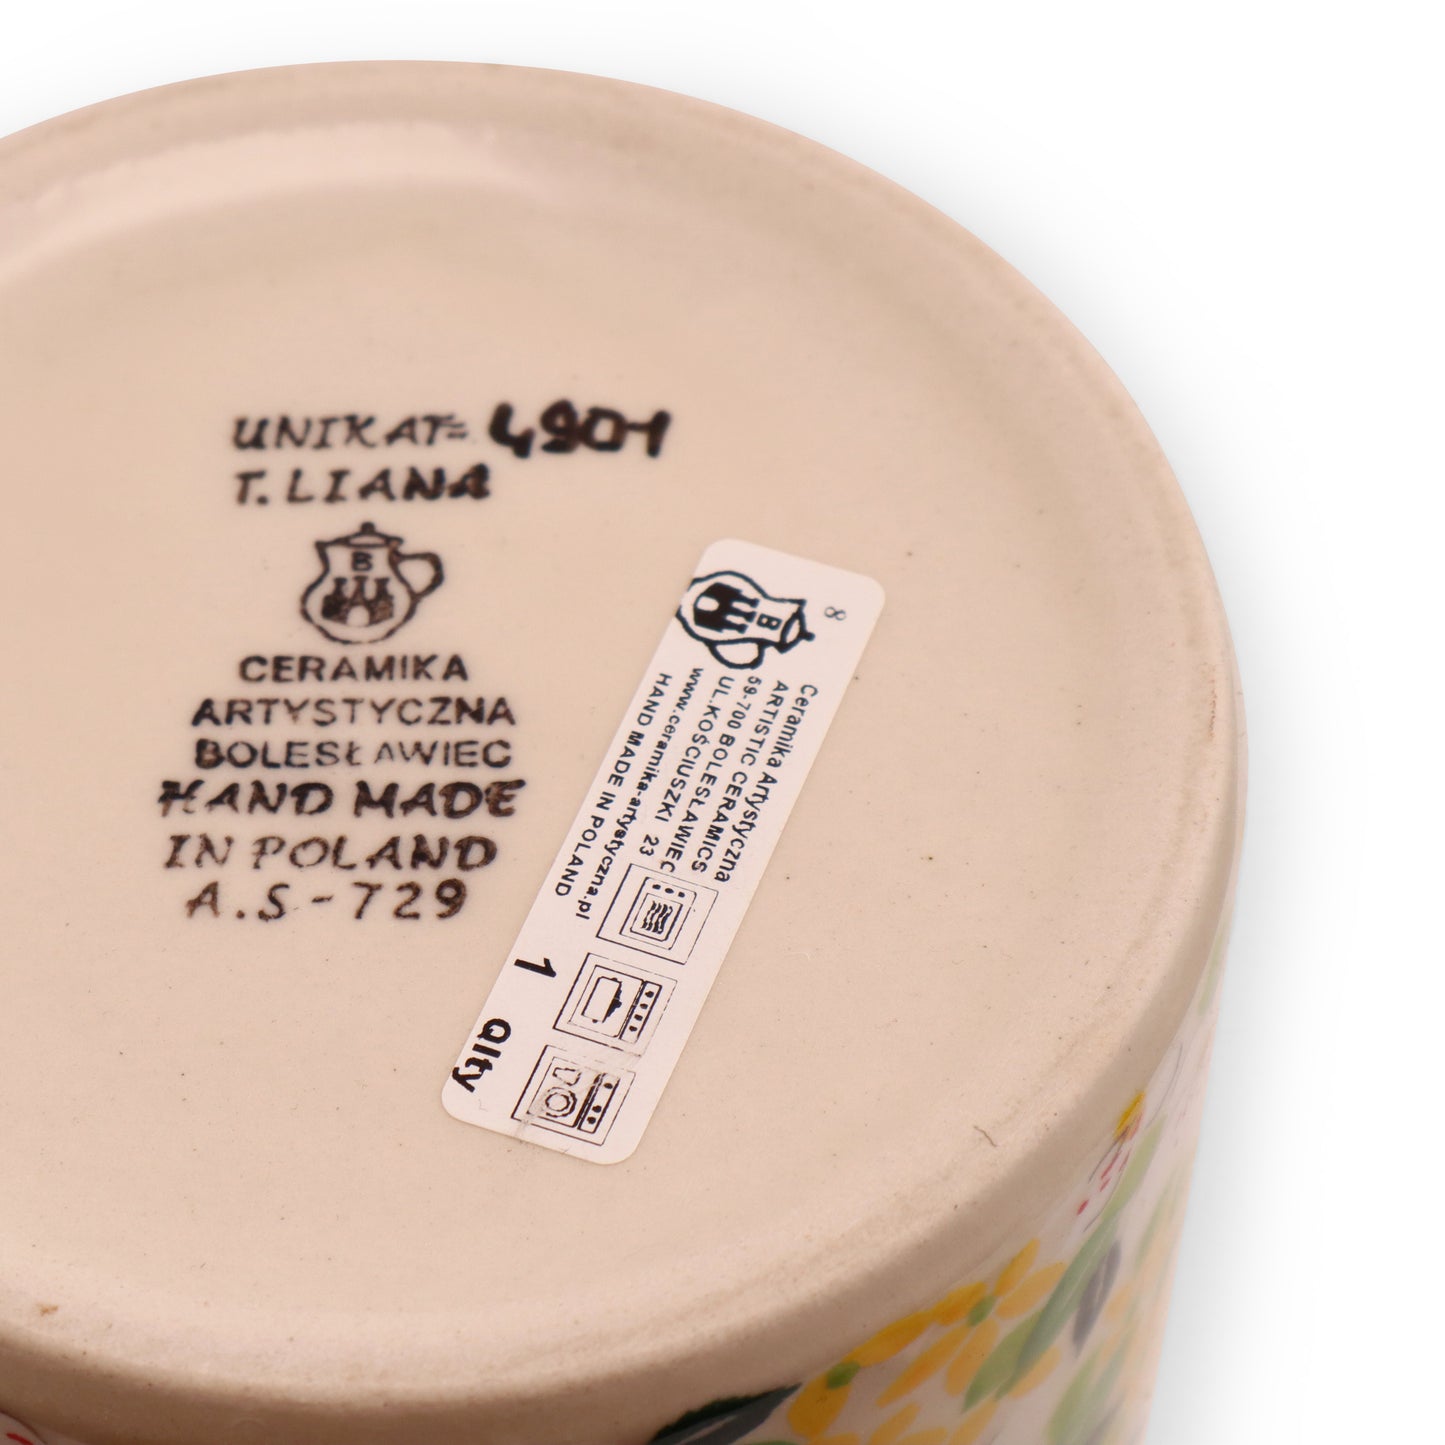 UNIKAT= 4901
T. LIANA
B
CERAMIKA
ARTYSTYCZNA
BOLESŁAWIEC
HAND MADE
IN POLAND
A.S-729
8
B
Ceramika Artystyczna
ARTISTIC CERAMICS
59-700 BOLESŁAWIEC
UL.KOŚCIUSZKI 23
www.ceramika-artystyczna.pl
HAND MADE IN POLAND
1
Qlty